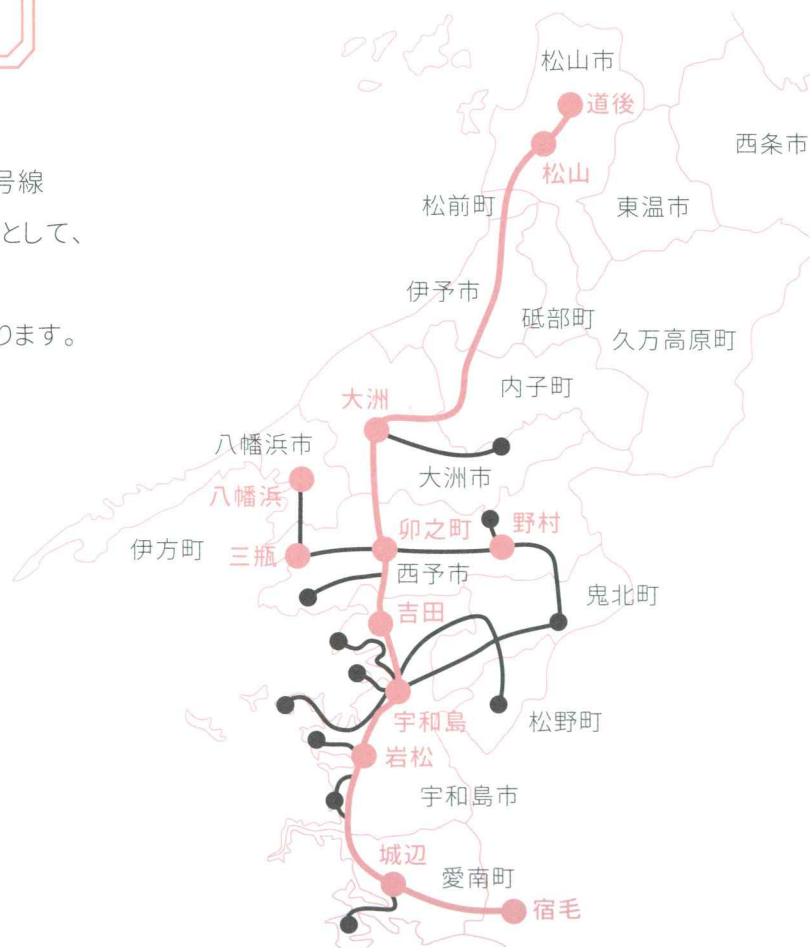 号線
として、
ります。
松山市
道後
西条市
松山
松前町
東温市
伊予市
砥部町
久万高原町
内子町
大洲
八幡浜市
大洲市
八幡浜
卯之町
野村
伊方町
三瓶
西予市
鬼北町
吉田
宇和島
松野町
岩松
宇和島市
城辺
愛南町
宿毛